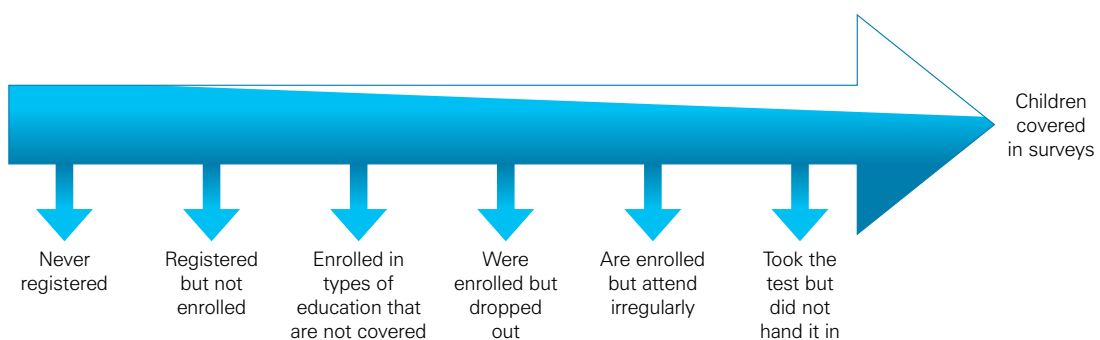 Children
covered
in surveys
Never
registered
Registered
but not
enrolled
Enrolled in
types of
education that
are not covered
Were
enrolled but
dropped
out
Are enrolled
but attend
irregularly
Took the
test but
did not
hand it in